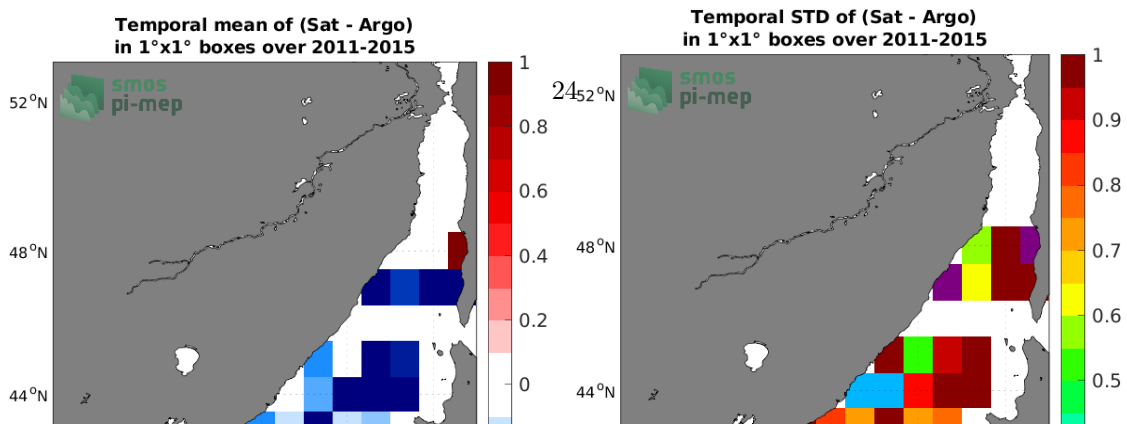 Temporal mean of (Sat - Argo)
in 1°x1° boxes over 2011-2015
smos
pi-mep
52°N
48°N
44°N
1
0.8
0.6
0.4
0.2
0
24
Temporal STD of (Sat - Argo)
in 1°x1° boxes over 2011-2015
smos
pi-mep
52°N
48°N
44°N
1
0.9
0.8
0.7
0.6
0.5